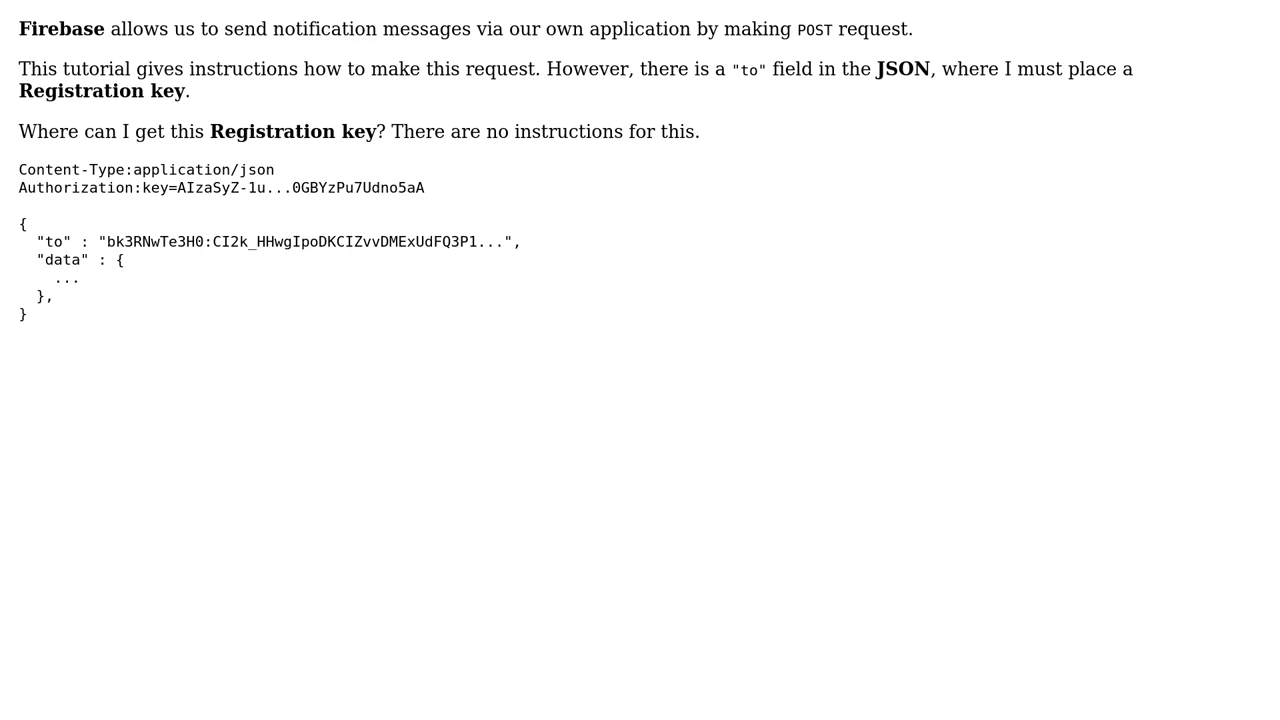 Firebase allows us to send notification messages via our own application by making POST request.
This tutorial gives instructions how to make this request. However, there is a "to" field in the JSON, where I must place a
Registration key.
Where can I get this Registration key? There are no instructions for this.
Content-Type:application/json
Authorization:key=AIzaSyZ-1u...0GBYzPu7Udno5aA
{
  "to" : "bk3RNwTe3H0:CI2k_HHwgIpoDKCIZvvDMExUdFQ3P1...",
  "data" : {
    ...
  },
}